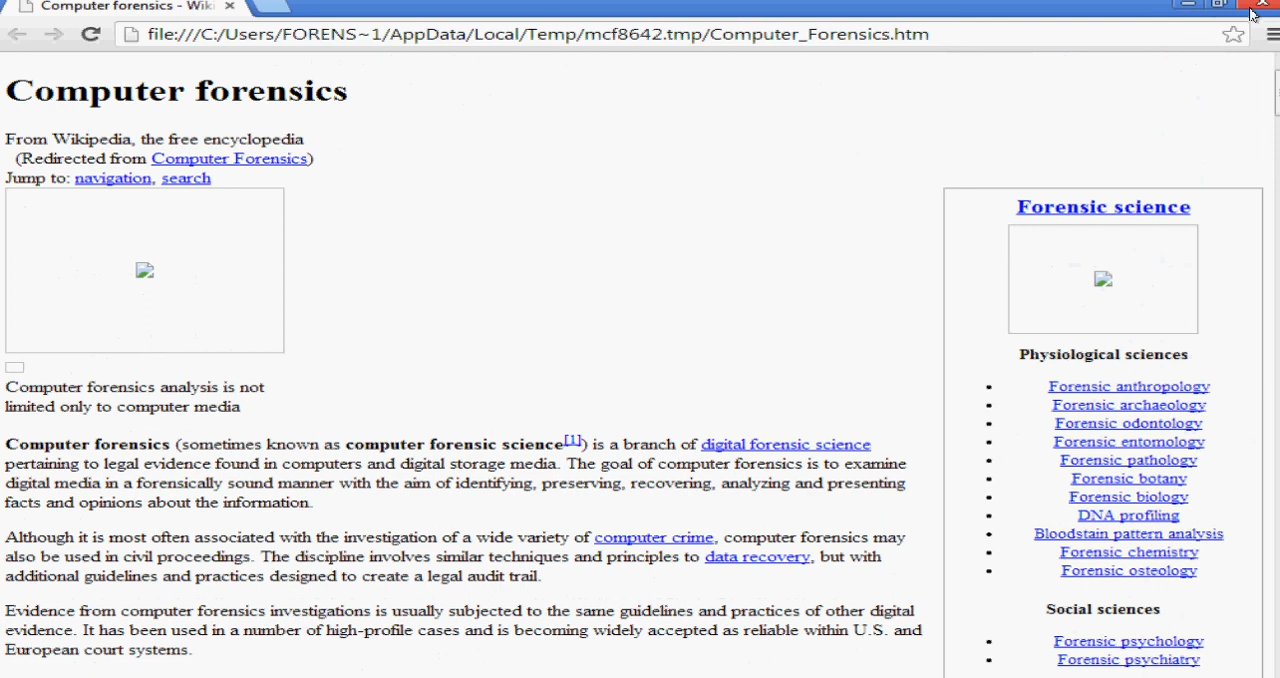 Computer forensics - Wiki
file:///C:/Users/FORENS~1/AppData/Local/Temp/mcf8642.tmp/Computer_Forensics.htm
Computer forensics
From Wikipedia, the free encyclopedia
(Redirected from Computer Forensics)
Jump to: navigation, search
Computer forensics analysis is not
limited only to computer media
Computer forensics (sometimes known as computer forensic science[1]) is a branch of digital forensic science
pertaining to legal evidence found in computers and digital storage media. The goal of computer forensics is to examine
digital media in a forensically sound manner with the aim of identifying, preserving, recovering, analyzing and presenting
facts and opinions about the information.
Although it is most often associated with the investigation of a wide variety of computer crime, computer forensics may
also be used in civil proceedings. The discipline involves similar techniques and principles to data recovery, but with
additional guidelines and practices designed to create a legal audit trail.
Evidence from computer forensics investigations is usually subjected to the same guidelines and practices of other digital
evidence. It has been used in a number of high-profile cases and is becoming widely accepted as reliable within U.S. and
European court systems.
Forensic science
Physiological sciences
Forensic anthropology
Forensic archaeology
Forensic odontology
Forensic entomology
Forensic pathology
Forensic botany
Forensic biology
DNA profiling
Bloodstain pattern analysis
Forensic chemistry
Forensic osteology
Social sciences
Forensic psychology
Forensic psychiatry